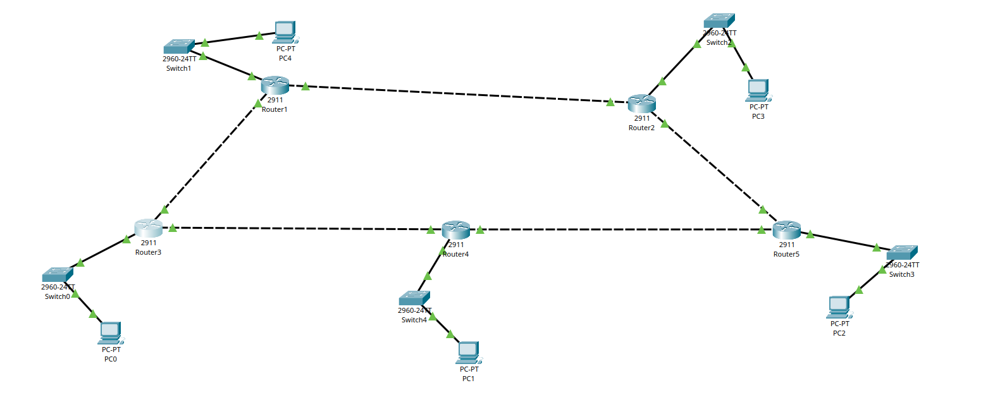 PC-PT
PC4
2960-24TT
Switch1
2911
Router1
2960-24TT
Switch2
PC-PT
PC3
2911
Router2
2911
Router3
2911
Router4
2911
Router5
2960-24TT
Switch3
2960-24TT
Switch0
2960-24TT
Switch4
PC-PT
PC2
PC-PT
PC0
PC-PT
PC1